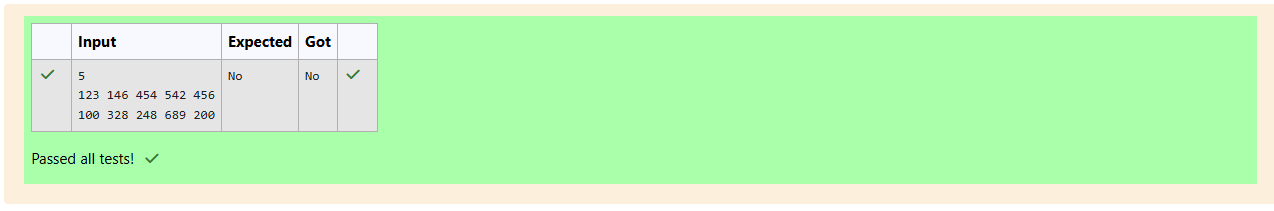 Input Expected Got
5 No No
123 146 454 542 456
100 328 248 689 200
Passed all tests!